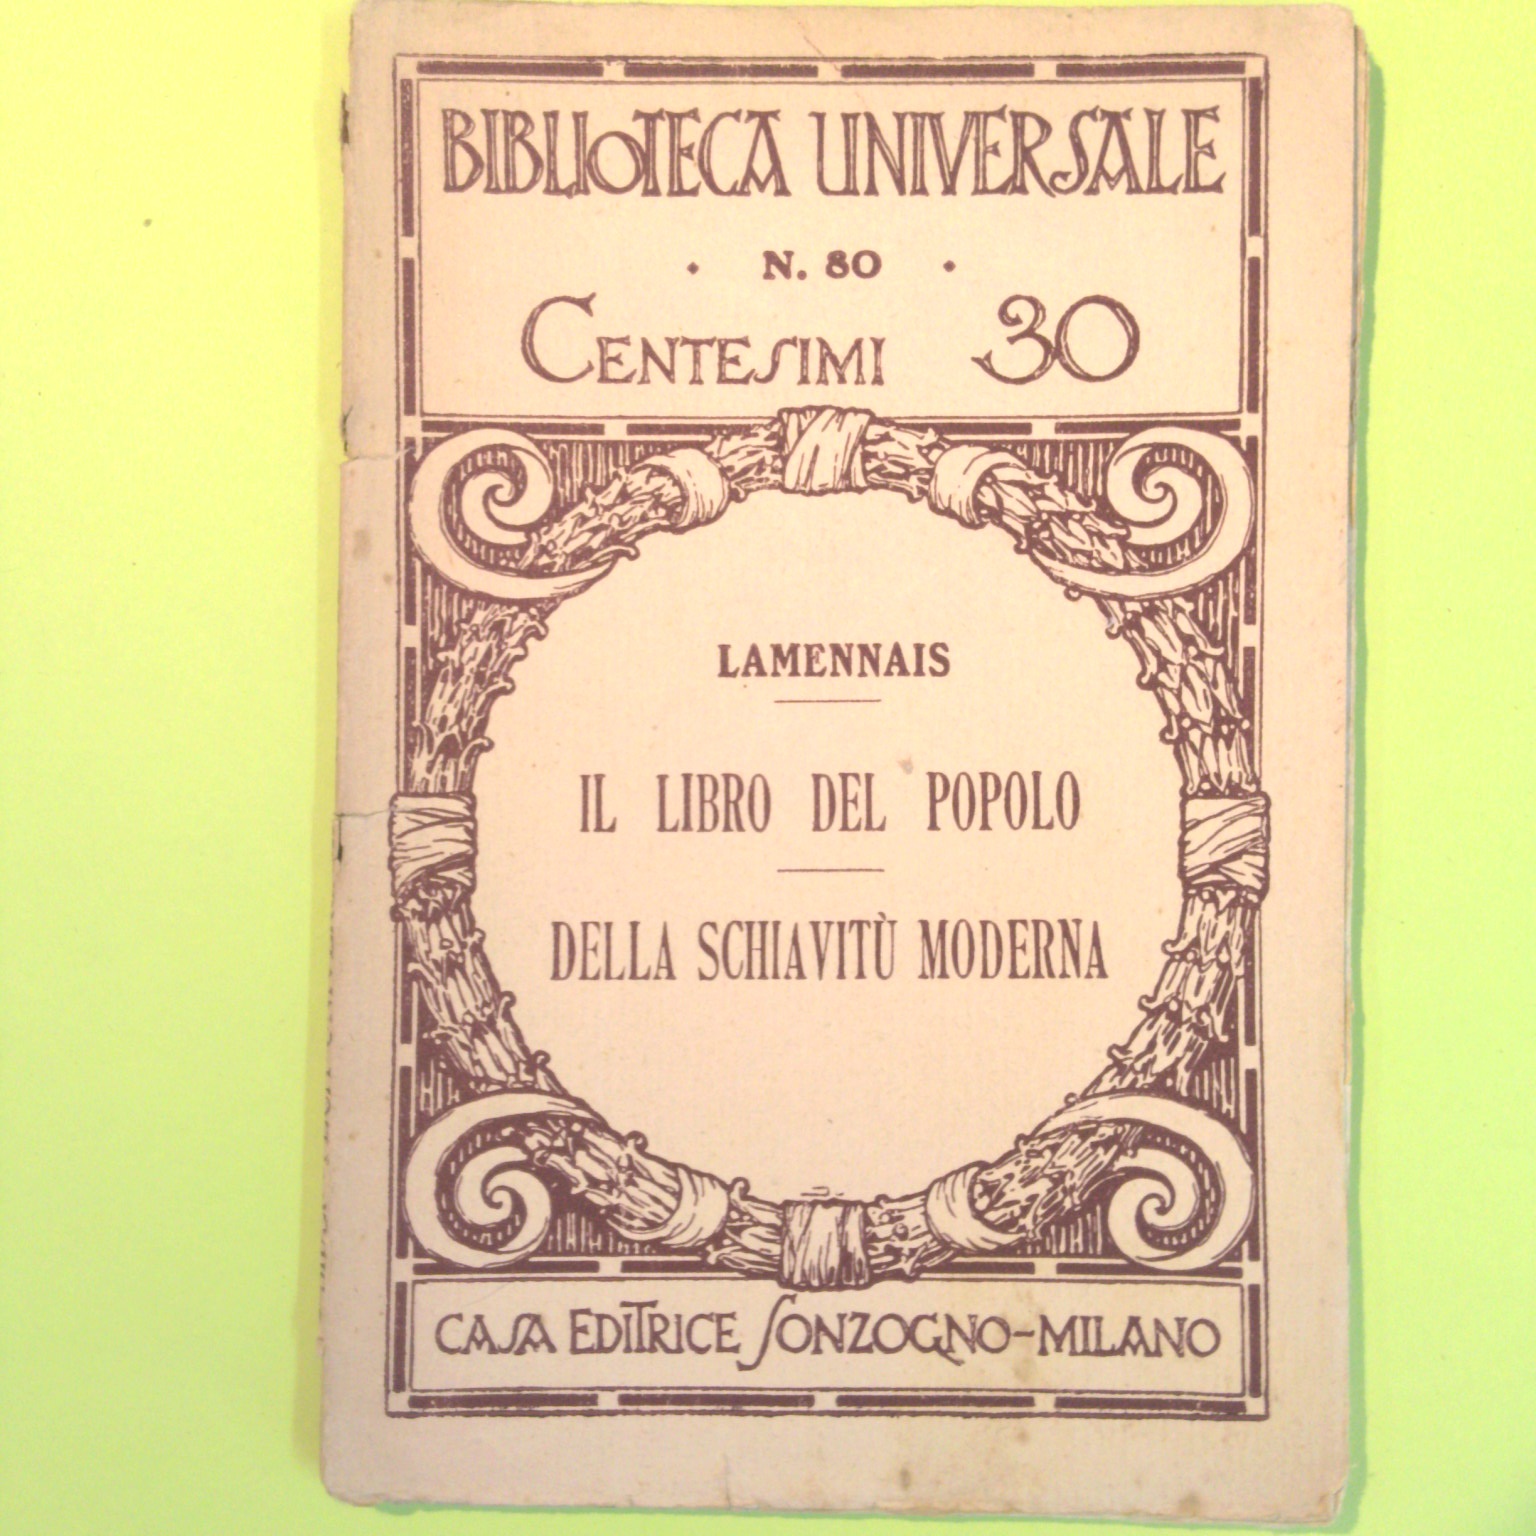 BIBLIOTECA UNIVERSALE
· N. 80 ·
CENTESIMI 30
LAMENNAIS
IL LIBRO DEL POPOLO
DELLA SCHIAVITÙ MODERNA
CASA EDITRICE SONZOGNO-MILANO